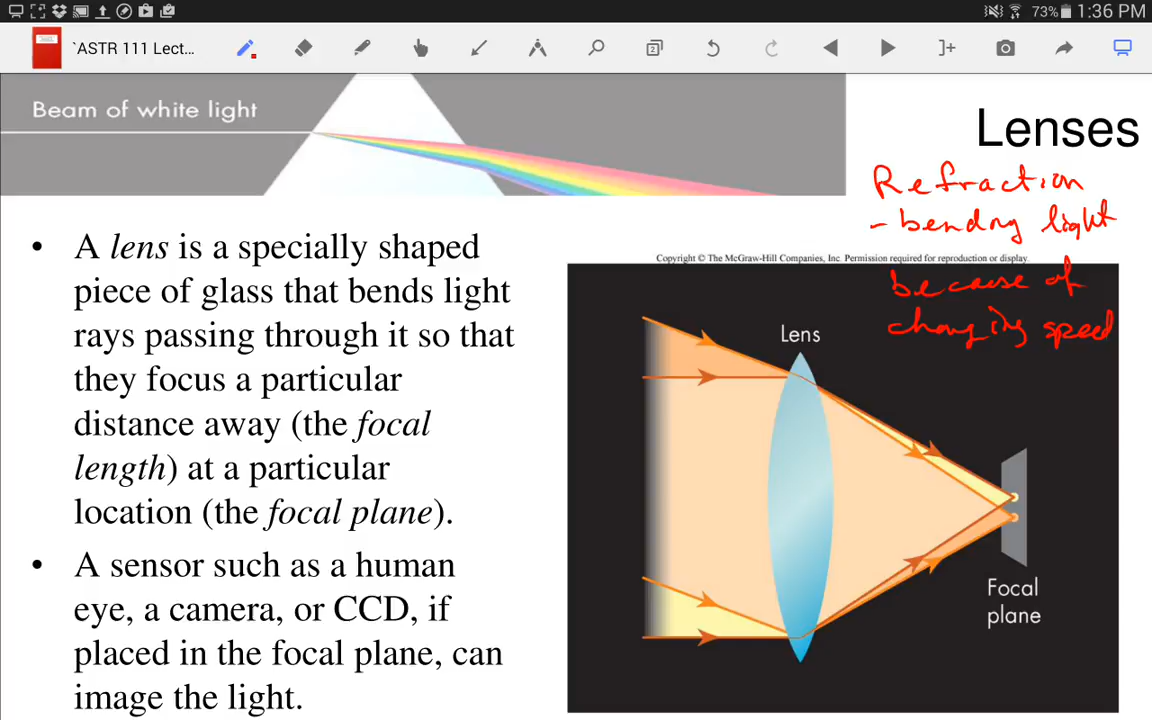 73% 1:36 PM
`ASTR 111 Lect...
2
Beam of white light
Lenses
Refraction
- bending light
because of
changing speed
Copyright © The McGraw-Hill Companies, Inc. Permission required for reproduction or display.
• A lens is a specially shaped
piece of glass that bends light
rays passing through it so that
they focus a particular
distance away (the focal
length) at a particular
location (the focal plane).
• A sensor such as a human
eye, a camera, or CCD, if
placed in the focal plane, can
image the light.
Lens
Focal
plane